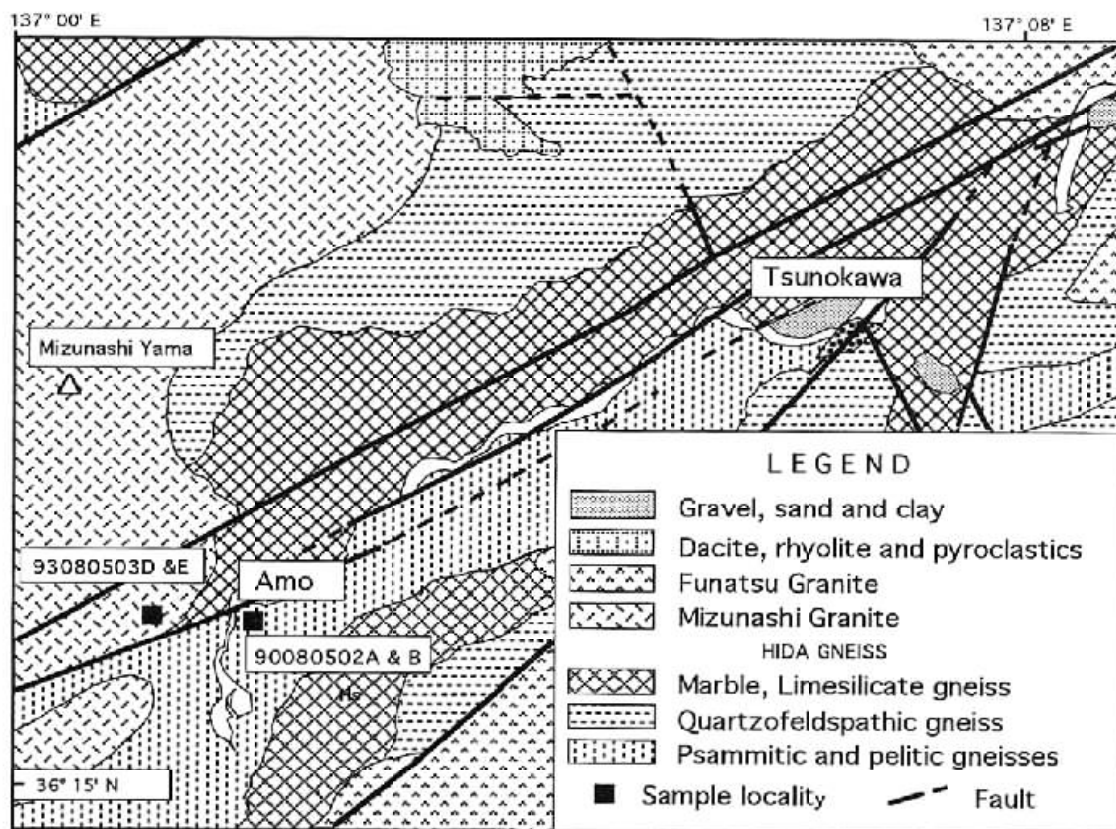 137° 00' E
137° 08' E
Tsunokawa
Mizunashi Yama
LEGEND
Gravel, sand and clay
Dacite, rhyolite and pyroclastics
Funatsu Granite
Mizunashi Granite
HIDA GNEISS
Marble, Limesilicate gneiss
Quartzofeldspathic gneiss
Psammitic and pelitic gneisses
Sample locality
Fault
93080503D &E
Amo
90080502A & B
36° 15' N